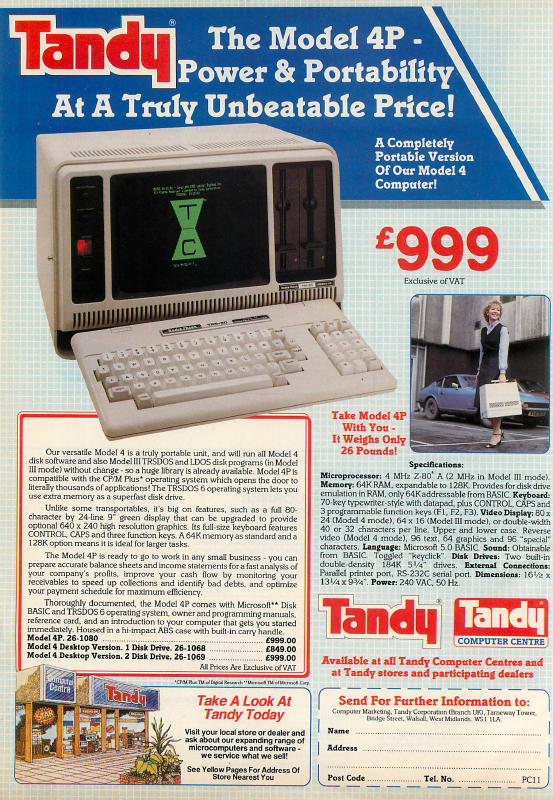 Tandy
The Model 4P -
Power & Portability
At A Truly Unbeatable Price!
A Completely
Portable Version
Of Our Model 4
Computer!
£999
Exclusive of VAT
T
C
Radio Shack TRS-80
Take Model 4P
With You -
It Weighs Only
26 Pounds!
Our versatile Model 4 is a truly portable unit, and will run all Model 4
disk software and also Model III TRSDOS and LDOS disk programs (in Model
III mode) without change - so a huge library is already available. Model 4P is
compatible with the CP/M Plus* operating system which opens the door to
literally thousands of applications! The TRSDOS 6 operating system lets you
use extra memory as a superfast disk drive.
Unlike some transportables, it's big on features, such as a full 80-
character by 24-line 9" green display that can be upgraded to provide
optional 640 x 240 high resolution graphics. Its full-size keyboard features
CONTROL, CAPS and three function keys. A 64K memory as standard and a
128K option means it is ideal for larger tasks.
The Model 4P is ready to go to work in any small business - you can
prepare accurate balance sheets and income statements for a fast analysis of
your company's profits, improve your cash flow by monitoring your
receivables to speed up collections and identify bad debts, and optimize
your payment schedule for maximum efficiency.
Thoroughly documented, the Model 4P comes with Microsoft** Disk
BASIC and TRSDOS 6 operating system, owner and programming manuals,
reference card, and an introduction to your computer that gets you started
immediately. Housed in a hi-impact ABS case with built-in carry handle.
Model 4P. 26-1080 ........ £999.00
Model 4 Desktop Version. 1 Disk Drive. 26-1068 ........ £849.00
Model 4 Desktop Version. 2 Disk Drive. 26-1069 ........ £999.00
All Prices Are Exclusive of VAT
*CP/M Plus TM of Digital Research **Microsoft TM of Microsoft Corp.
Specifications:
Microprocessor: 4 MHz Z-80* A (2 MHz in Model III mode).
Memory: 64K RAM, expandable to 128K. Provides for disk drive
emulation in RAM, only 64K addressable from BASIC. Keyboard:
70-key typewriter-style with datapad, plus CONTROL, CAPS and
3 programmable function keys (F1, F2, F3). Video Display: 80 x
24 (Model 4 mode), 64 x 16 (Model III mode), or double-width
40 or 32 characters per line. Upper and lower case. Reverse
video (Model 4 mode), 96 text, 64 graphics and 96 "special"
characters. Language: Microsoft 5.0 BASIC. Sound: Obtainable
from BASIC. Toggled "keyclick". Disk Drives: Two built-in
double-density 184K 5¼" drives. External Connections:
Parallel printer port, RS-232C serial port. Dimensions: 16½ x
13¼ x 9¾". Power: 240 VAC, 50 Hz.
Tandy
Tandy
COMPUTER CENTRE
Available at all Tandy Computer Centres and
at Tandy stores and participating dealers
Computer
Centre
Tandy
Take A Look At
Tandy Today
Visit your local store or dealer and
ask about our expanding range of
microcomputers and software -
we service what we sell!
See Yellow Pages For Address Of
Store Nearest You
Send For Further Information to:
Computer Marketing, Tandy Corporation (Branch UK), Tameway Tower,
Bridge Street, Walsall, West Midlands. WS1 1LA.
Name ........
Address ........
Post Code ........ Tel. No. ........ PC11